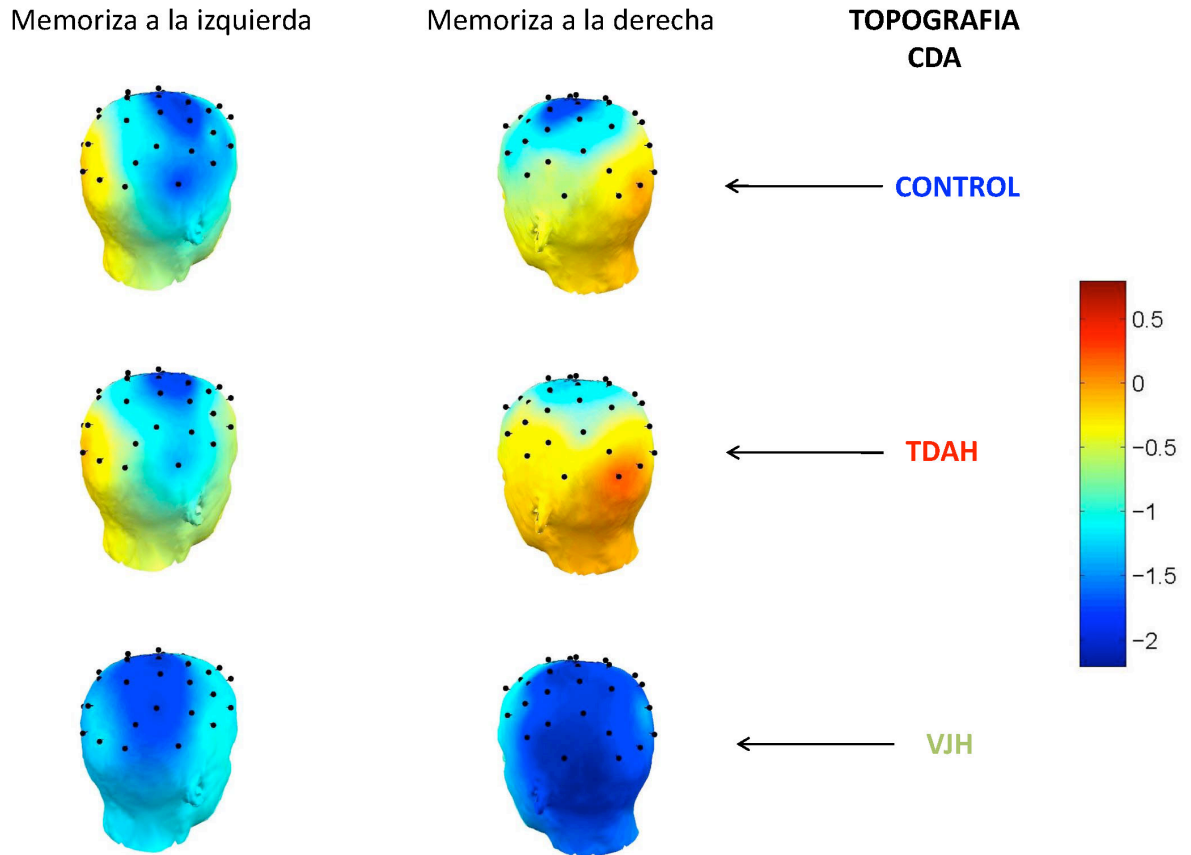 Memoriza a la izquierda
Memoriza a la derecha
TOPOGRAFIA
CDA
CONTROL
TDAH
VJH
0.5
0
−0.5
−1
−1.5
−2